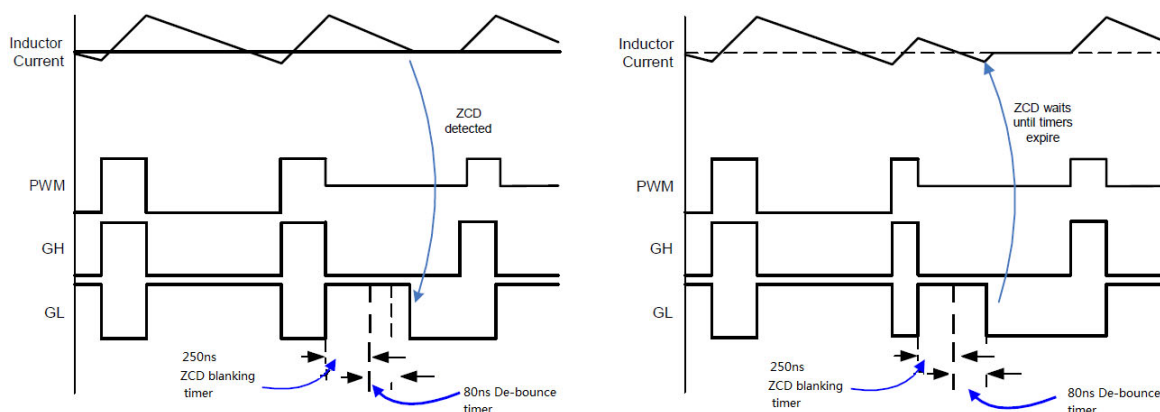 Inductor
Current
ZCD
detected
PWM
GH
GL
250ns
ZCD blanking
timer
80ns De-bounce
timer
Inductor
Current
ZCD waits
until timers
expire
PWM
GH
GL
250ns
ZCD blanking
timer
80ns De-bounce
timer